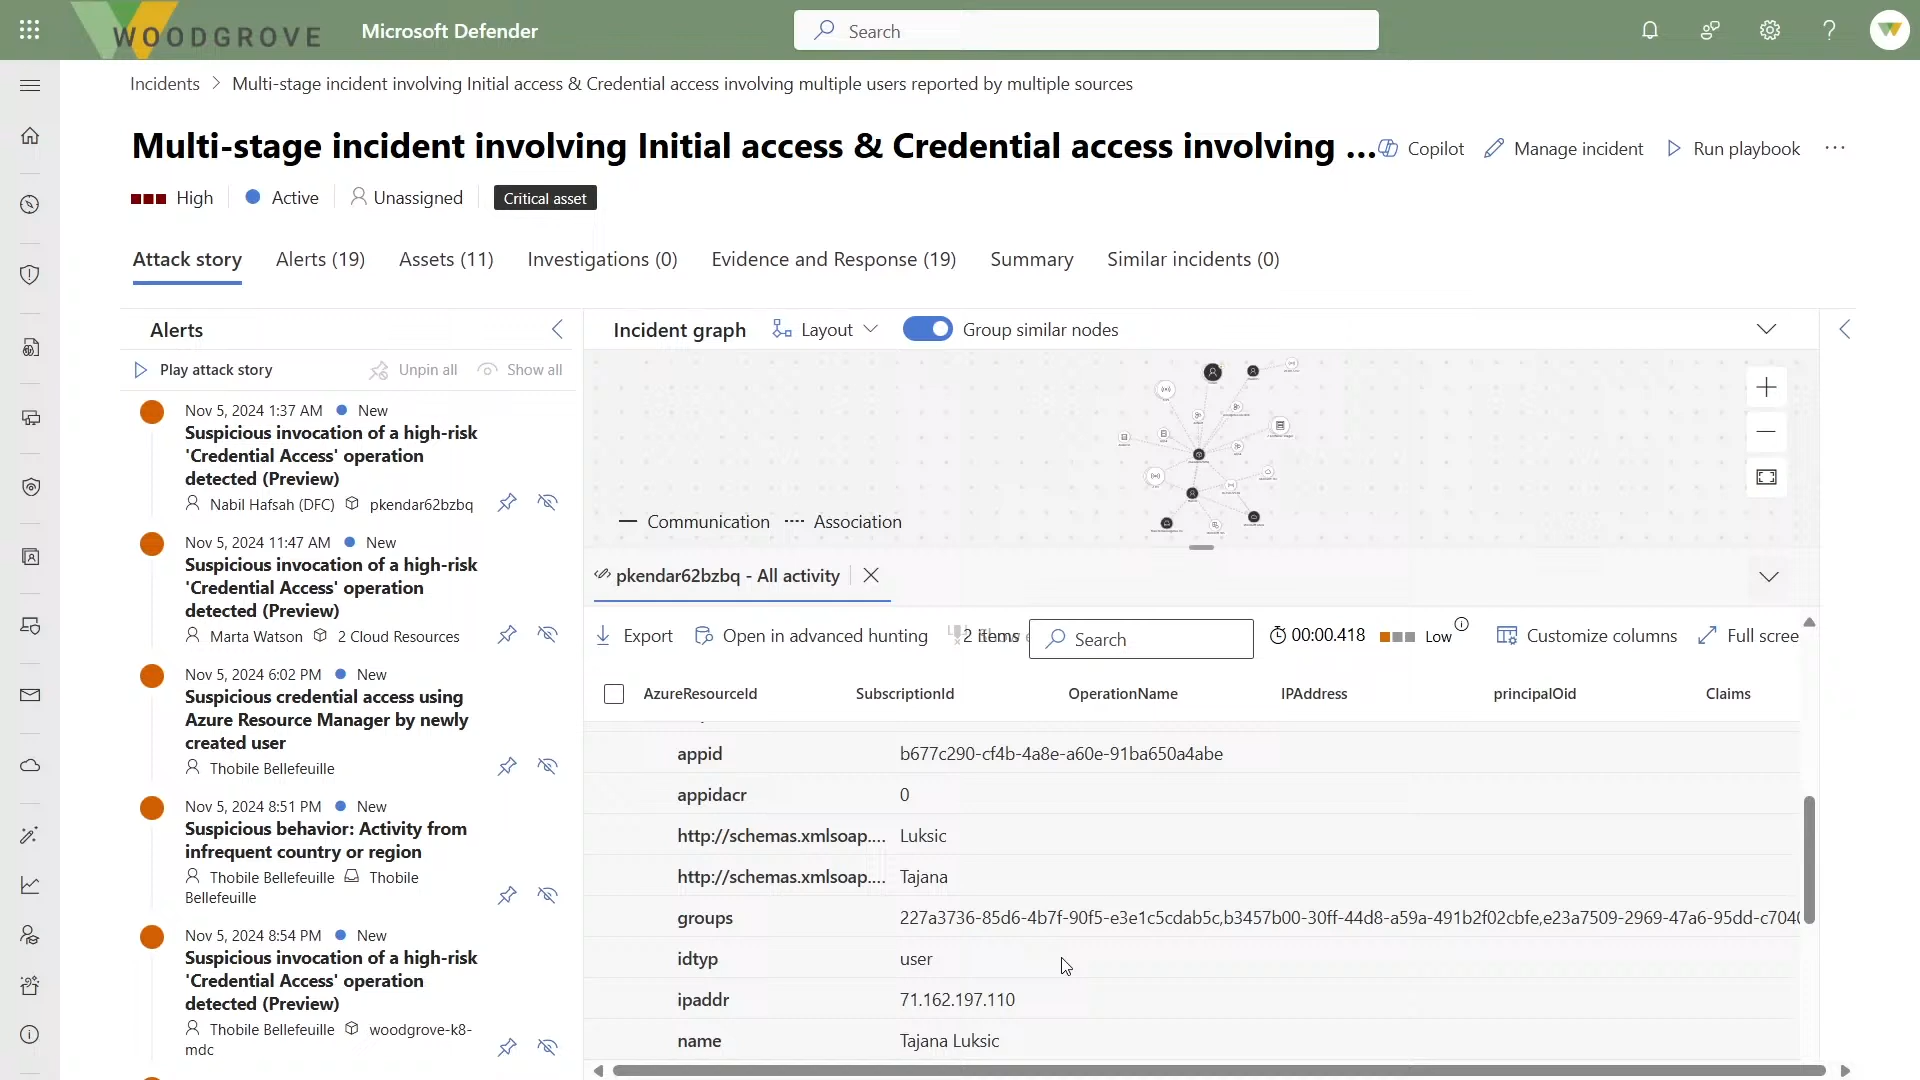 WOODGROVE
Microsoft Defender
Search
Incidents > Multi-stage incident involving Initial access & Credential access involving multiple users reported by multiple sources
Multi-stage incident involving Initial access & Credential access involving ...
Copilot
Manage incident
Run playbook
High
Active
Unassigned
Critical asset
Attack story
Alerts (19)
Assets (11)
Investigations (0)
Evidence and Response (19)
Summary
Similar incidents (0)
Alerts
Play attack story
Unpin all
Show all
Nov 5, 2024 1:37 AM
New
Suspicious invocation of a high-risk
'Credential Access' operation
detected (Preview)
Nabil Hafsah (DFC)
pkendar62bzbq
Nov 5, 2024 11:47 AM
New
Suspicious invocation of a high-risk
'Credential Access' operation
detected (Preview)
Marta Watson
2 Cloud Resources
Nov 5, 2024 6:02 PM
New
Suspicious credential access using
Azure Resource Manager by newly
created user
Thobile Bellefeuille
Nov 5, 2024 8:51 PM
New
Suspicious behavior: Activity from
infrequent country or region
Thobile Bellefeuille
Thobile
Bellefeuille
Nov 5, 2024 8:54 PM
New
Suspicious invocation of a high-risk
'Credential Access' operation
detected (Preview)
Thobile Bellefeuille
woodgrove-k8-
mdc
Incident graph
Layout
Group similar nodes
Communication
Association
pkendar62bzbq - All activity
Export
Open in advanced hunting
2 items
Search
00:00.418
Low
Customize columns
Full scree
AzureResourceId
SubscriptionId
OperationName
IPAddress
principalOid
Claims
appid
b677c290-cf4b-4a8e-a60e-91ba650a4abe
appidacr
0
http://schemas.xmlsoap....
Luksic
http://schemas.xmlsoap....
Tajana
groups
227a3736-85d6-4b7f-90f5-e3e1c5cdab5c,b3457b00-30ff-44d8-a59a-491b2f02cbfe,e23a7509-2969-47a6-95dd-c7040
idtyp
user
ipaddr
71.162.197.110
name
Tajana Luksic